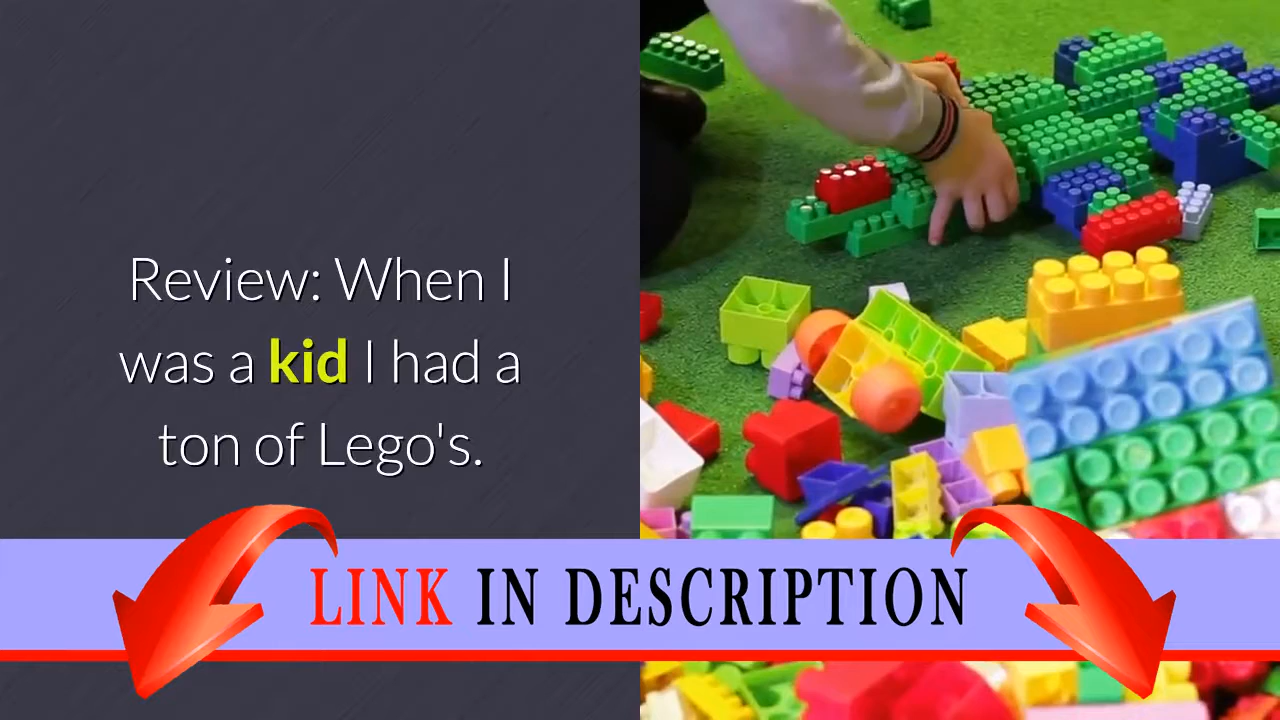 Review: When I
was a kid I had a
ton of Lego's.
LINK IN DESCRIPTION